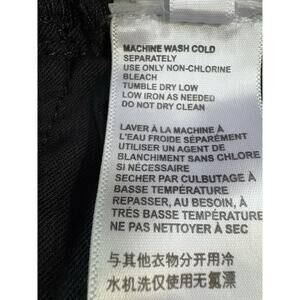 MACHINE WASH COLD
SEPARATELY
USE ONLY NON-CHLORINE
BLEACH
TUMBLE DRY LOW
LOW IRON AS NEEDED
DO NOT DRY CLEAN
LAVER À LA MACHINE À
L'EAU FROIDE SÉPARÉMENT
UTILISER UN AGENT DE
BLANCHIMENT SANS CHLORE
SI NÉCESSAIRE
SECHER PAR CULBUTAGE À
BASSE TEMPÉRATURE
REPASSER, AU BESOIN, À
TRÉS BASSE TEMPÉRATURE
NE PAS NETTOYER À SEC
与其他衣物分开用冷
水机洗仅使用无氯漂